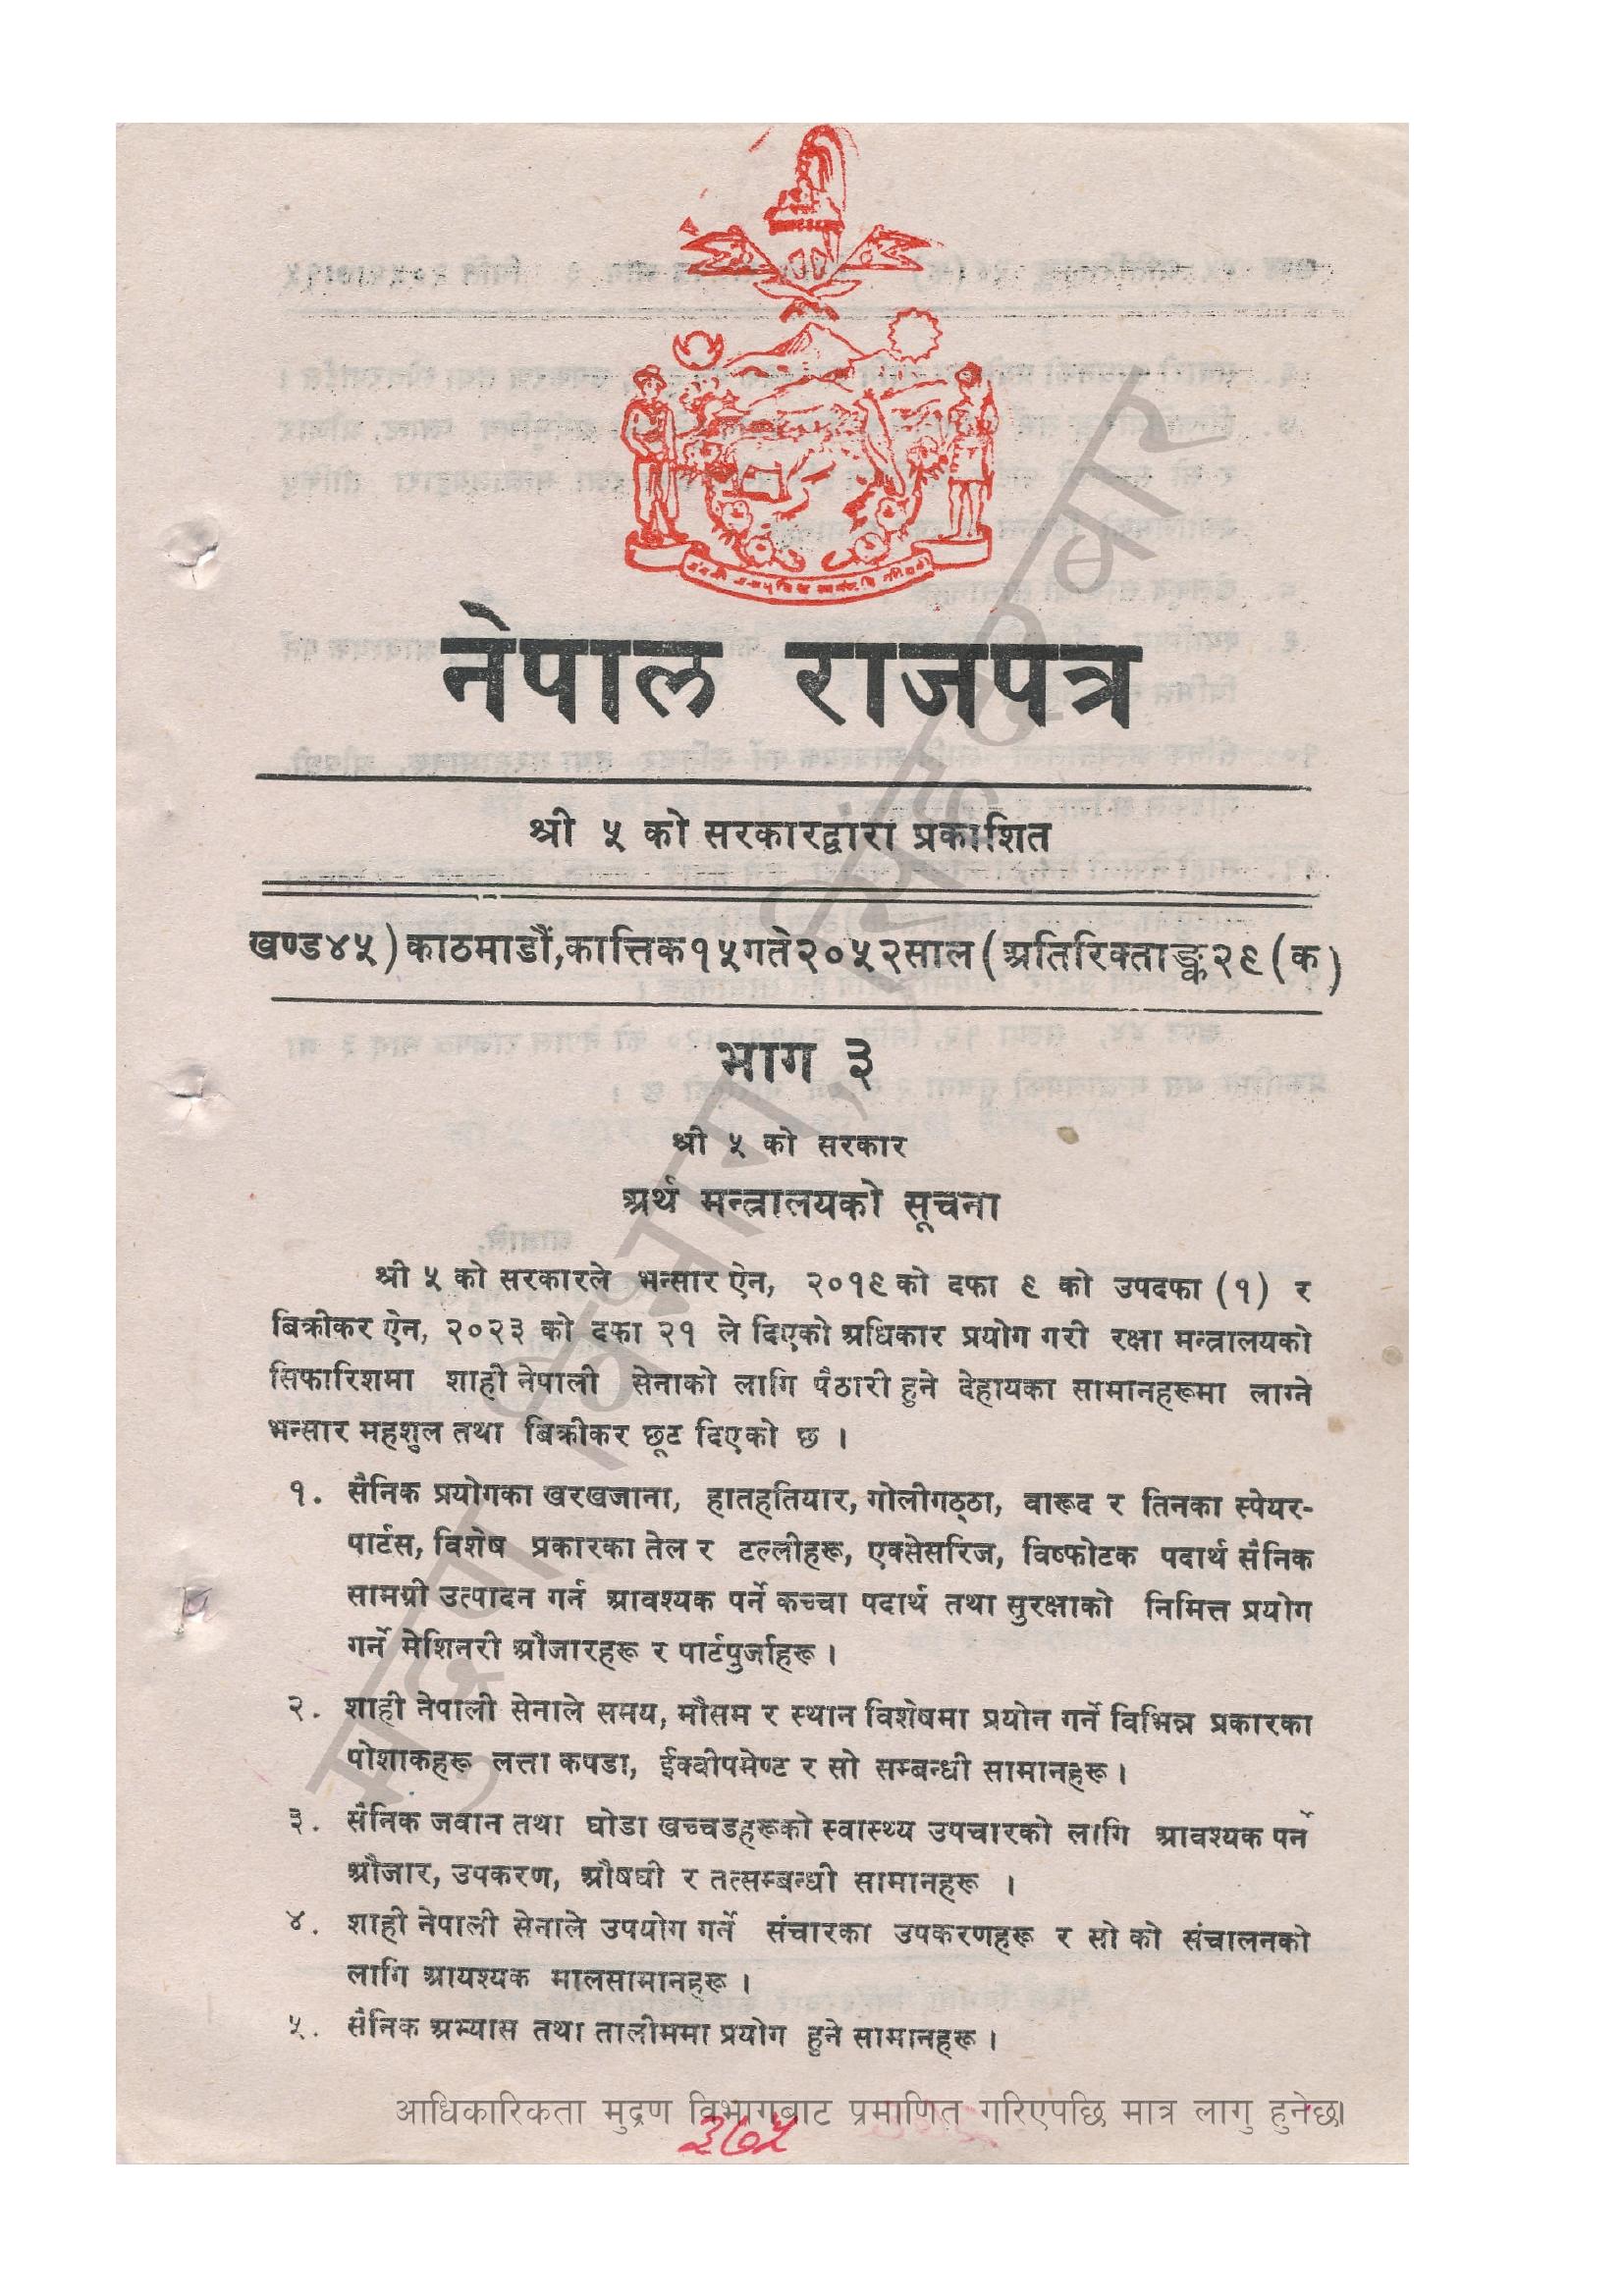 नेपाल राजपत्र
श्री ५ को सरकारद्वारा प्रकाशित
खण्ड ४५) काठमाडौं, कात्तिक १५ गते २०५२ साल (अतिरिक्ताङ्क २९ (क)
भाग ३
श्री ५ को सरकार
अर्थ मन्त्रालयको सूचना
श्री ५ को सरकारले भन्सार ऐन, २०१९ को दफा ९ को उपदफा (१) र
बिक्रीकर ऐन, २०२३ को दफा २१ ले दिएको अधिकार प्रयोग गरी रक्षा मन्त्रालयको
सिफारिशमा शाही नेपाली सेनाको लागि पैठारी हुने देहायका सामानहरूमा लाग्ने
भन्सार महशुल तथा बिक्रीकर छूट दिएको छ ।
१. सैनिक प्रयोगका खरखजाना, हातहतियार, गोलीगठ्ठा, वारूद र तिनका स्पेयर-
पार्टस, विशेष प्रकारका तेल र टल्लीहरू, एक्सेसरिज, विष्फोटक पदार्थ सैनिक
सामग्री उत्पादन गर्न आवश्यक पर्ने कच्चा पदार्थ तथा सुरक्षाको निमित्त प्रयोग
गर्ने मेशिनरी औजारहरू र पार्टपुर्जाहरू ।
२. शाही नेपाली सेनाले समय, मौसम र स्थान विशेषमा प्रयोन गर्ने विभिन्न प्रकारका
पोशाकहरू लत्ता कपडा, ईक्वीपमेण्ट र सो सम्बन्धी सामानहरू ।
३. सैनिक जवान तथा घोडा खच्चडहरूको स्वास्थ्य उपचारको लागि आवश्यक पर्ने
औजार, उपकरण, औषधी र तत्सम्बन्धी सामानहरू ।
४. शाही नेपाली सेनाले उपयोग गर्ने संचारका उपकरणहरू र सो को संचालनको
लागि आयश्यक मालसामानहरू ।
५. सैनिक अभ्यास तथा तालीममा प्रयोग हुने सामानहरू ।
आधिकारिकता मुद्रण विभागबाट प्रमाणित गरिएपछि मात्र लागु हुनेछ।
३७५
मुद्रण विभाग, सिंहदरवार